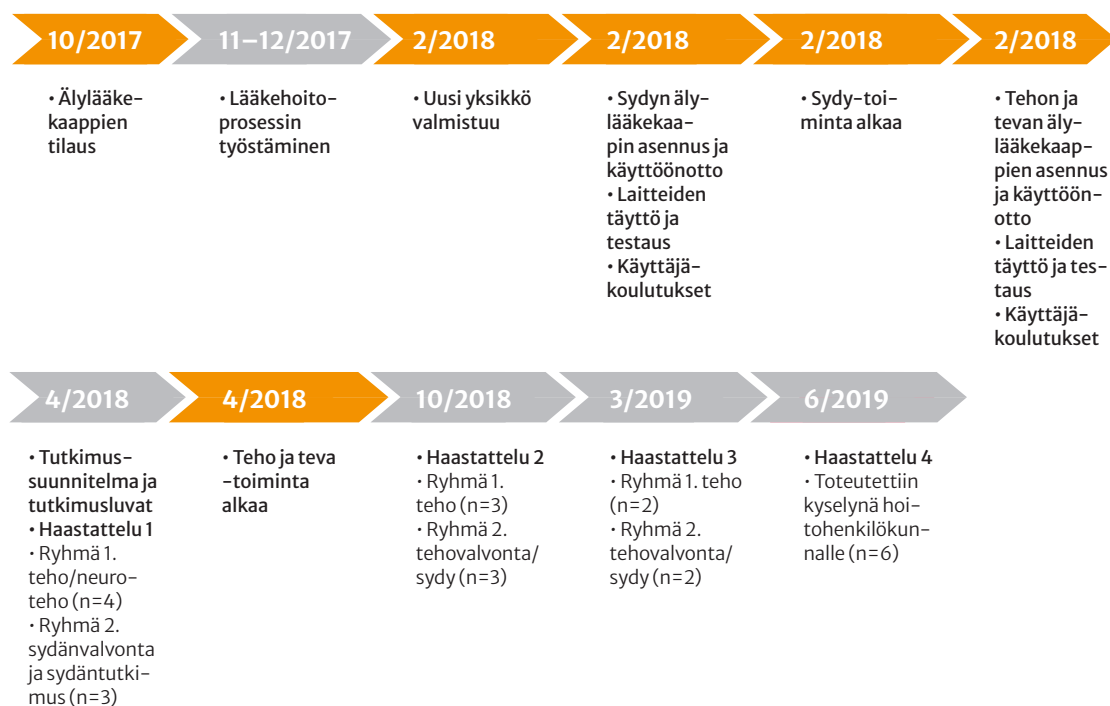 10/2017
11–12/2017
2/2018
2/2018
2/2018
2/2018
• Älylääke-
kaappien
tilaus
• Lääkehoito-
prosessin
työstäminen
• Uusi yksikkö
valmistuu
• Sydyn äly-
lääkekaa-
pin asennus ja
käyttöönotto
• Laitteiden
täyttö ja
testaus
• Käyttäjä-
koulutukset
• Sydy-toi-
minta alkaa
• Tehon ja
tevan äly-
lääkekaap-
pien asennus
ja käyttöön-
otto
• Laitteiden
täyttö ja tes-
taus
• Käyttäjä-
koulutukset
4/2018
4/2018
10/2018
3/2019
6/2019
• Tutkimus-
suunnitelma ja
tutkimusluvat
• Haastattelu 1
• Ryhmä 1.
teho/neuro-
teho (n=4)
• Ryhmä 2.
sydänvalvonta
ja sydäntutki-
mus (n=3)
• Teho ja teva
-toiminta
alkaa
• Haastattelu 2
• Ryhmä 1.
teho (n=3)
• Ryhmä 2.
tehovalvonta/
sydy (n=3)
• Haastattelu 3
• Ryhmä 1. teho
(n=2)
• Ryhmä 2.
tehovalvonta/
sydy (n=2)
• Haastattelu 4
• Toteutettiin
kyselynä hoi-
tohenkilökun-
nalle (n=6)